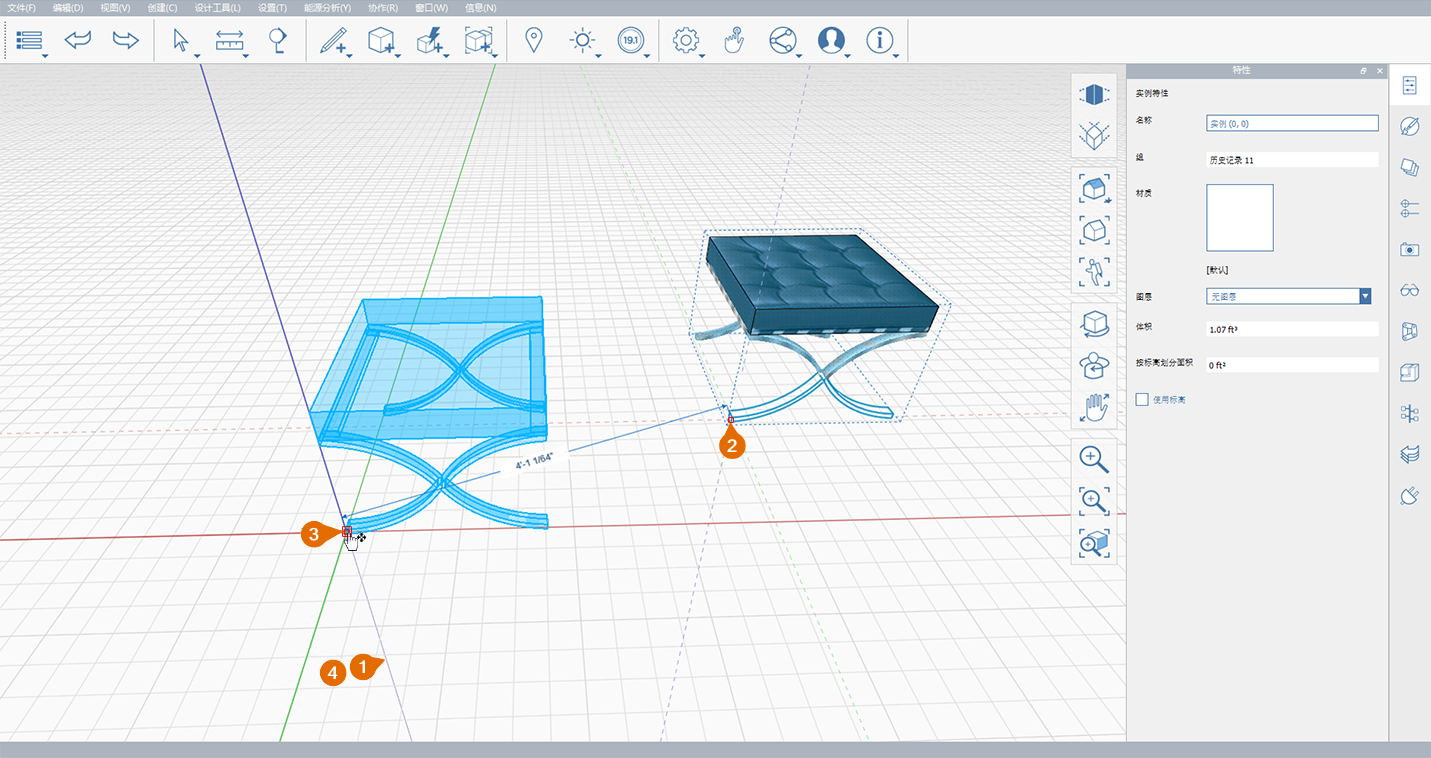 文件(F) 编辑(D) 视图(V) 创建(C) 设计工具(L) 设置(T) 能源分析(Y) 协作(R) 窗口(W) 信息(N)
19.1
特性
实例特性
名称 实例 (0, 0)
组 历史记录 11
材质
[默认]
图层 无图层
体积 1.07 ft³
按标高划分面积 0 ft²
使用标高
4'-1 1/64"
2
3
4 1